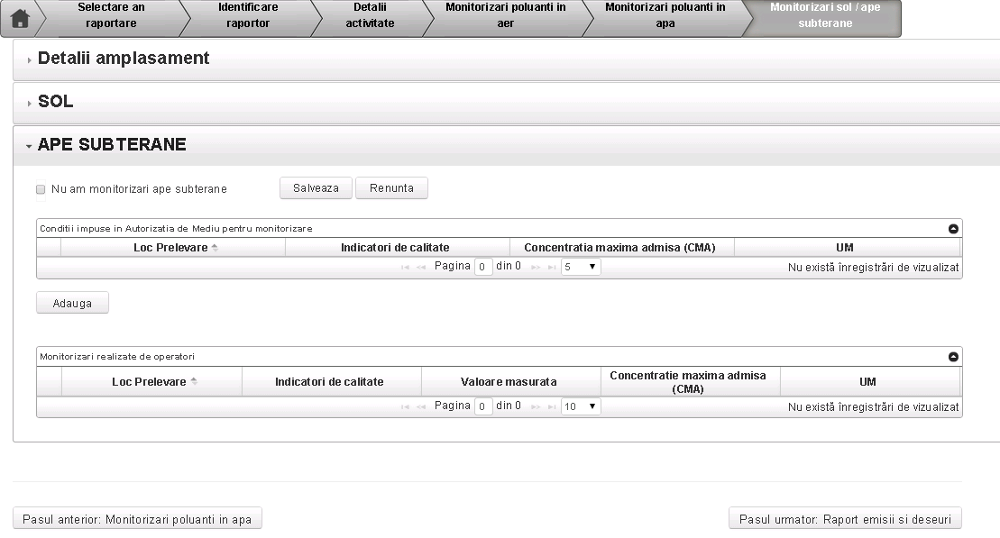 Selectare an raportare
Identificare raportor
Detalii activitate
Monitorizari poluanti in aer
Monitorizari poluanti in apa
Monitorizari sol / ape subterane
Detalii amplasament
SOL
APE SUBTERANE
Nu am monitorizari ape subterane
Salveaza
Renunta
Conditii impuse in Autorizatia de Mediu pentru monitorizare
Loc Prelevare
Indicatori de calitate
Concentratia maxima admisa (CMA)
UM
Pagina 0 din 0
5
Nu există înregistrări de vizualizat
Adauga
Monitorizari realizate de operatori
Loc Prelevare
Indicatori de calitate
Valoare masurata
Concentratie maxima admisa (CMA)
UM
Pagina 0 din 0
10
Nu există înregistrări de vizualizat
Pasul anterior: Monitorizari poluanti in apa
Pasul urmator: Raport emisii si deseuri